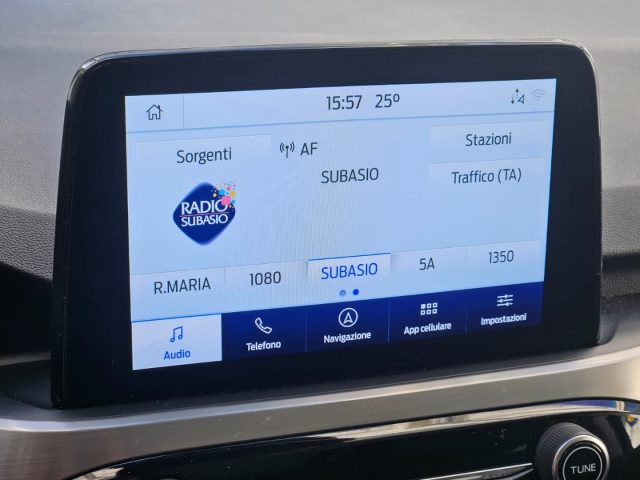 15:57 25º
Sorgenti
AF
Stazioni
SUBASIO
Traffico (TA)
RADIO
SUBASIO
R.MARIA
1080
SUBASIO
5A
1350
Audio
Telefono
Navigazione
App cellulare
Impostazioni
TUNE